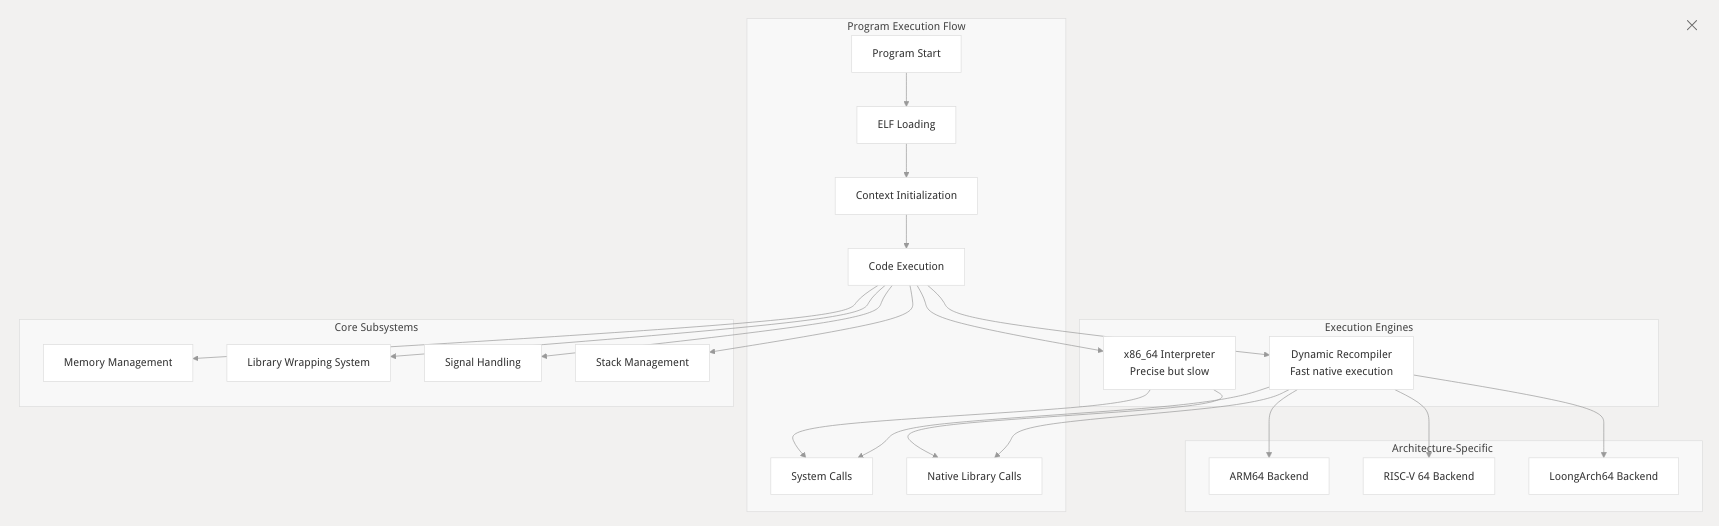 Program Execution Flow
Program Start
ELF Loading
Context Initialization
Code Execution
Core Subsystems
Memory Management
Library Wrapping System
Signal Handling
Stack Management
Execution Engines
x86_64 Interpreter
Precise but slow
Dynamic Recompiler
Fast native execution
System Calls
Native Library Calls
Architecture-Specific
ARM64 Backend
RISC-V 64 Backend
LoongArch64 Backend